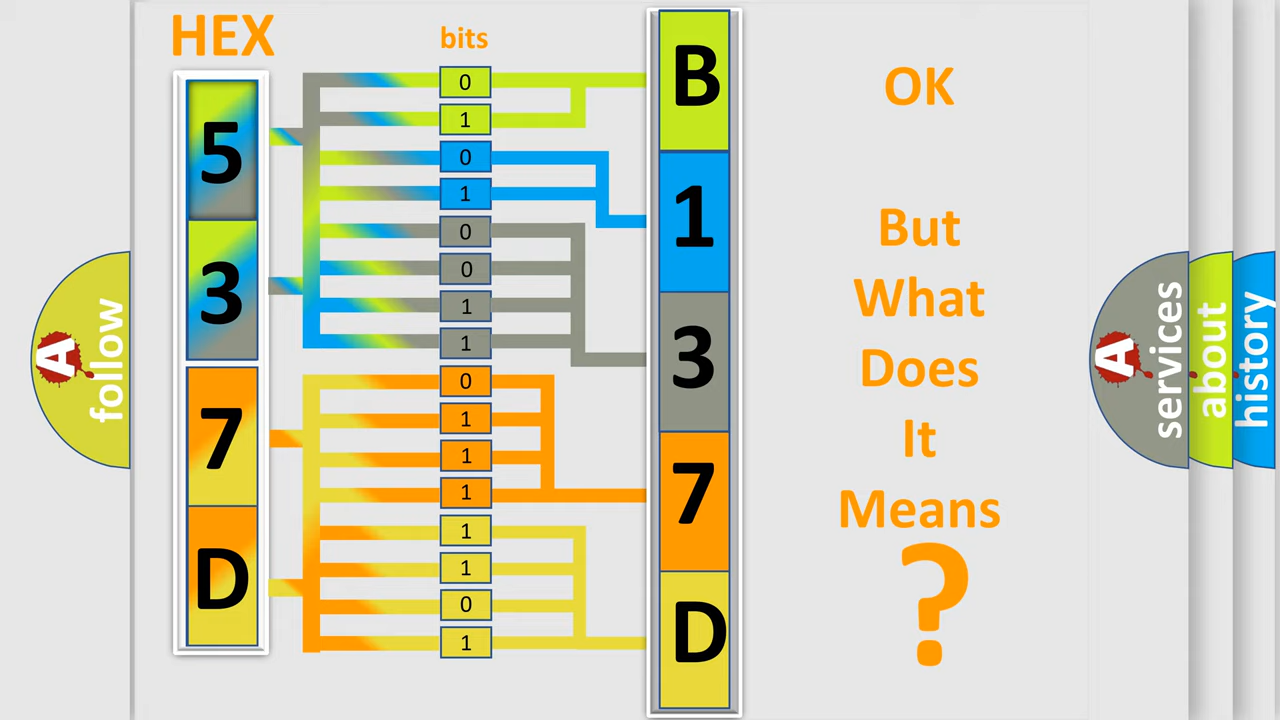 HEX
bits
5
3
7
D
0
1
0
1
0
0
1
1
0
1
1
1
1
1
0
1
B
1
3
7
D
OK
But
What
Does
It
Means
?
A
follow
A
services
about
history